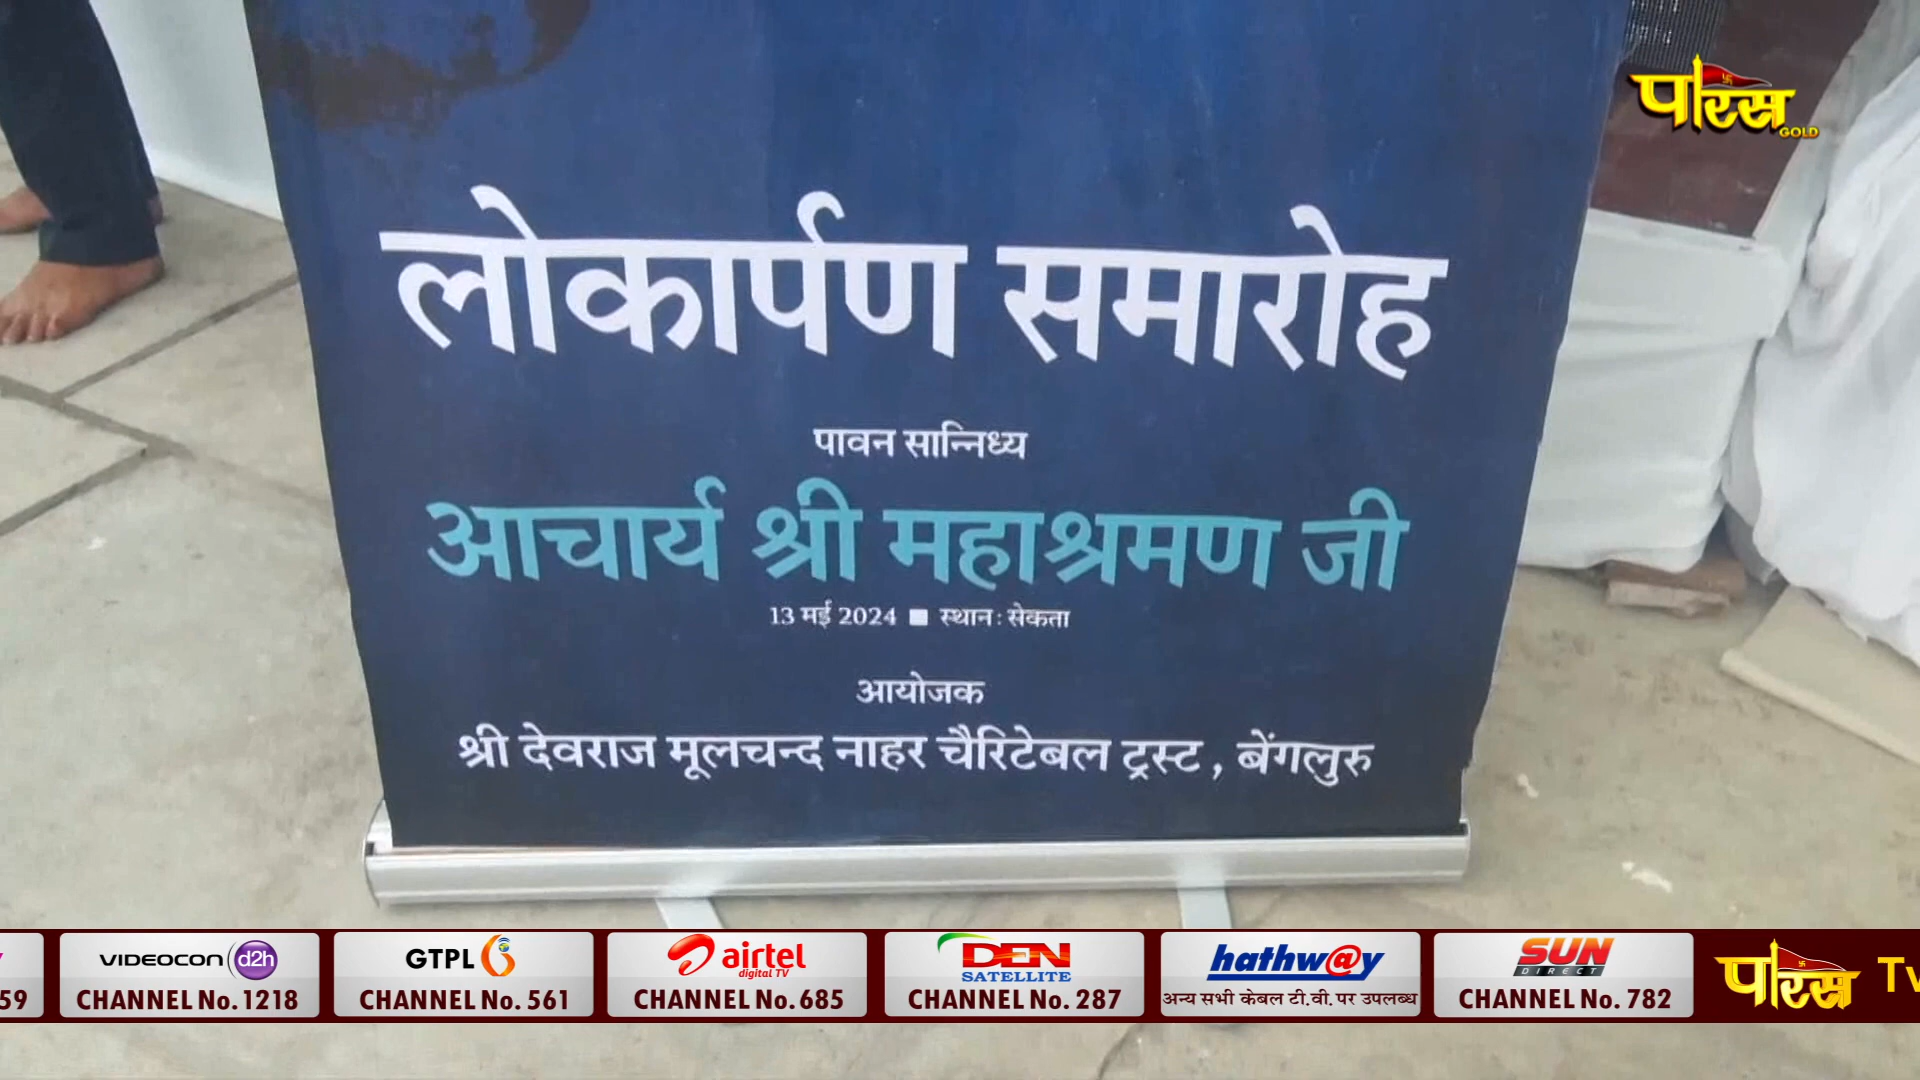 पारस
GOLD
लोकार्पण समारोह
पावन सान्निध्य
आचार्य श्री महाश्रमण जी
13 मई 2024 ■ स्थान : सेकता
आयोजक
श्री देवराज मूलचन्द नाहर चैरिटेबल ट्रस्ट, बेंगलुरु
59
VIDEOCON d2h
CHANNEL No. 1218
GTPL
CHANNEL No. 561
airtel
digital TV
CHANNEL No. 685
DEN
SATELLITE
CHANNEL No. 287
hathw@y
अन्य सभी केबल टी.वी. पर उपलब्ध
SUN
DIRECT
CHANNEL No. 782
पारस Tv